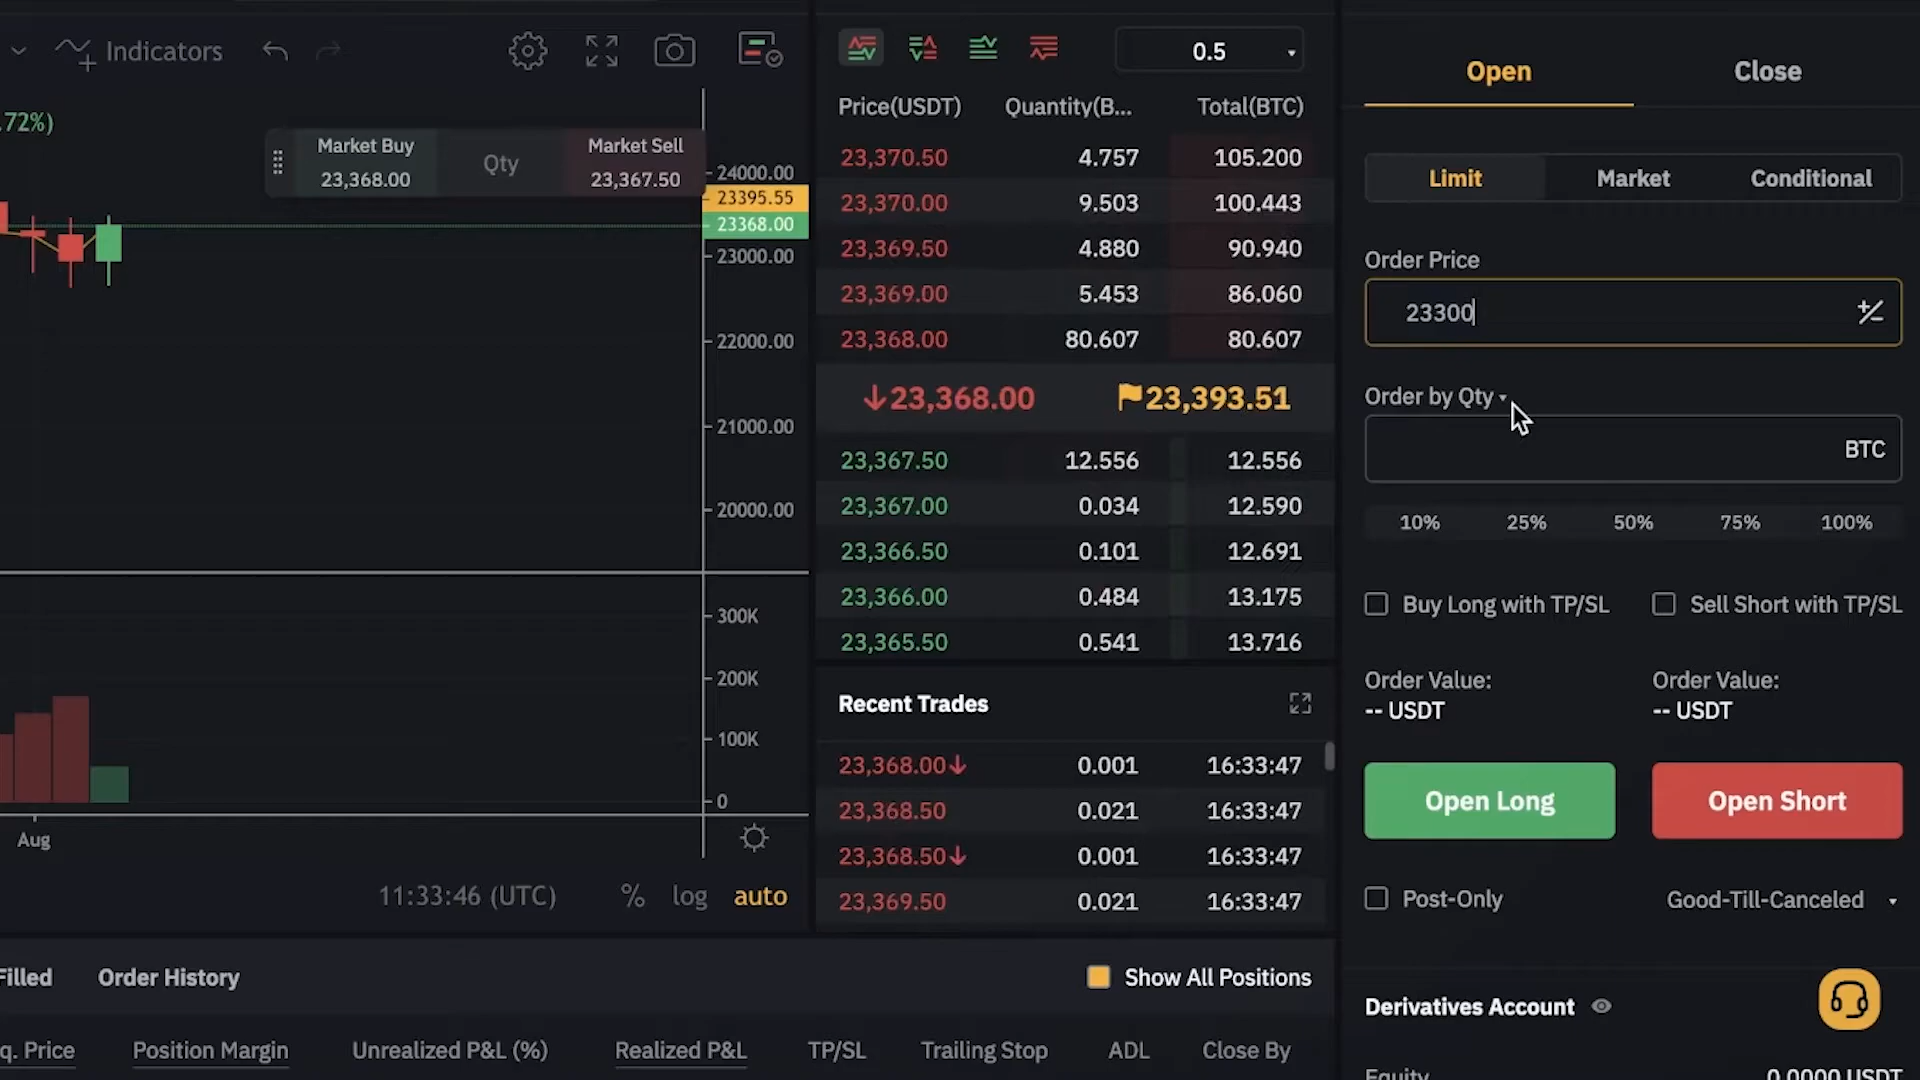 Indicators
.72%)
Market Buy
23,368.00
Qty
Market Sell
23,367.50
24000.00
23395.55
23368.00
23000.00
22000.00
21000.00
20000.00
300K
200K
100K
0
Aug
11:33:46 (UTC)
%
log
auto
0.5
Price(USDT) Quantity(B... Total(BTC)
23,370.50 4.757 105.200
23,370.00 9.503 100.443
23,369.50 4.880 90.940
23,369.00 5.453 86.060
23,368.00 80.607 80.607
↓23,368.00 23,393.51
23,367.50 12.556 12.556
23,367.00 0.034 12.590
23,366.50 0.101 12.691
23,366.00 0.484 13.175
23,365.50 0.541 13.716
Recent Trades
23,368.00↓ 0.001 16:33:47
23,368.50 0.021 16:33:47
23,368.50↓ 0.001 16:33:47
23,369.50 0.021 16:33:47
Open Close
Limit Market Conditional
Order Price
23300
Order by Qty
BTC
10% 25% 50% 75% 100%
Buy Long with TP/SL Sell Short with TP/SL
Order Value: Order Value:
-- USDT -- USDT
Open Long Open Short
Post-Only Good-Till-Canceled
Derivatives Account
Equity 0.0000 USDT
Filled Order History Show All Positions
q. Price Position Margin Unrealized P&L (%) Realized P&L TP/SL Trailing Stop ADL Close By